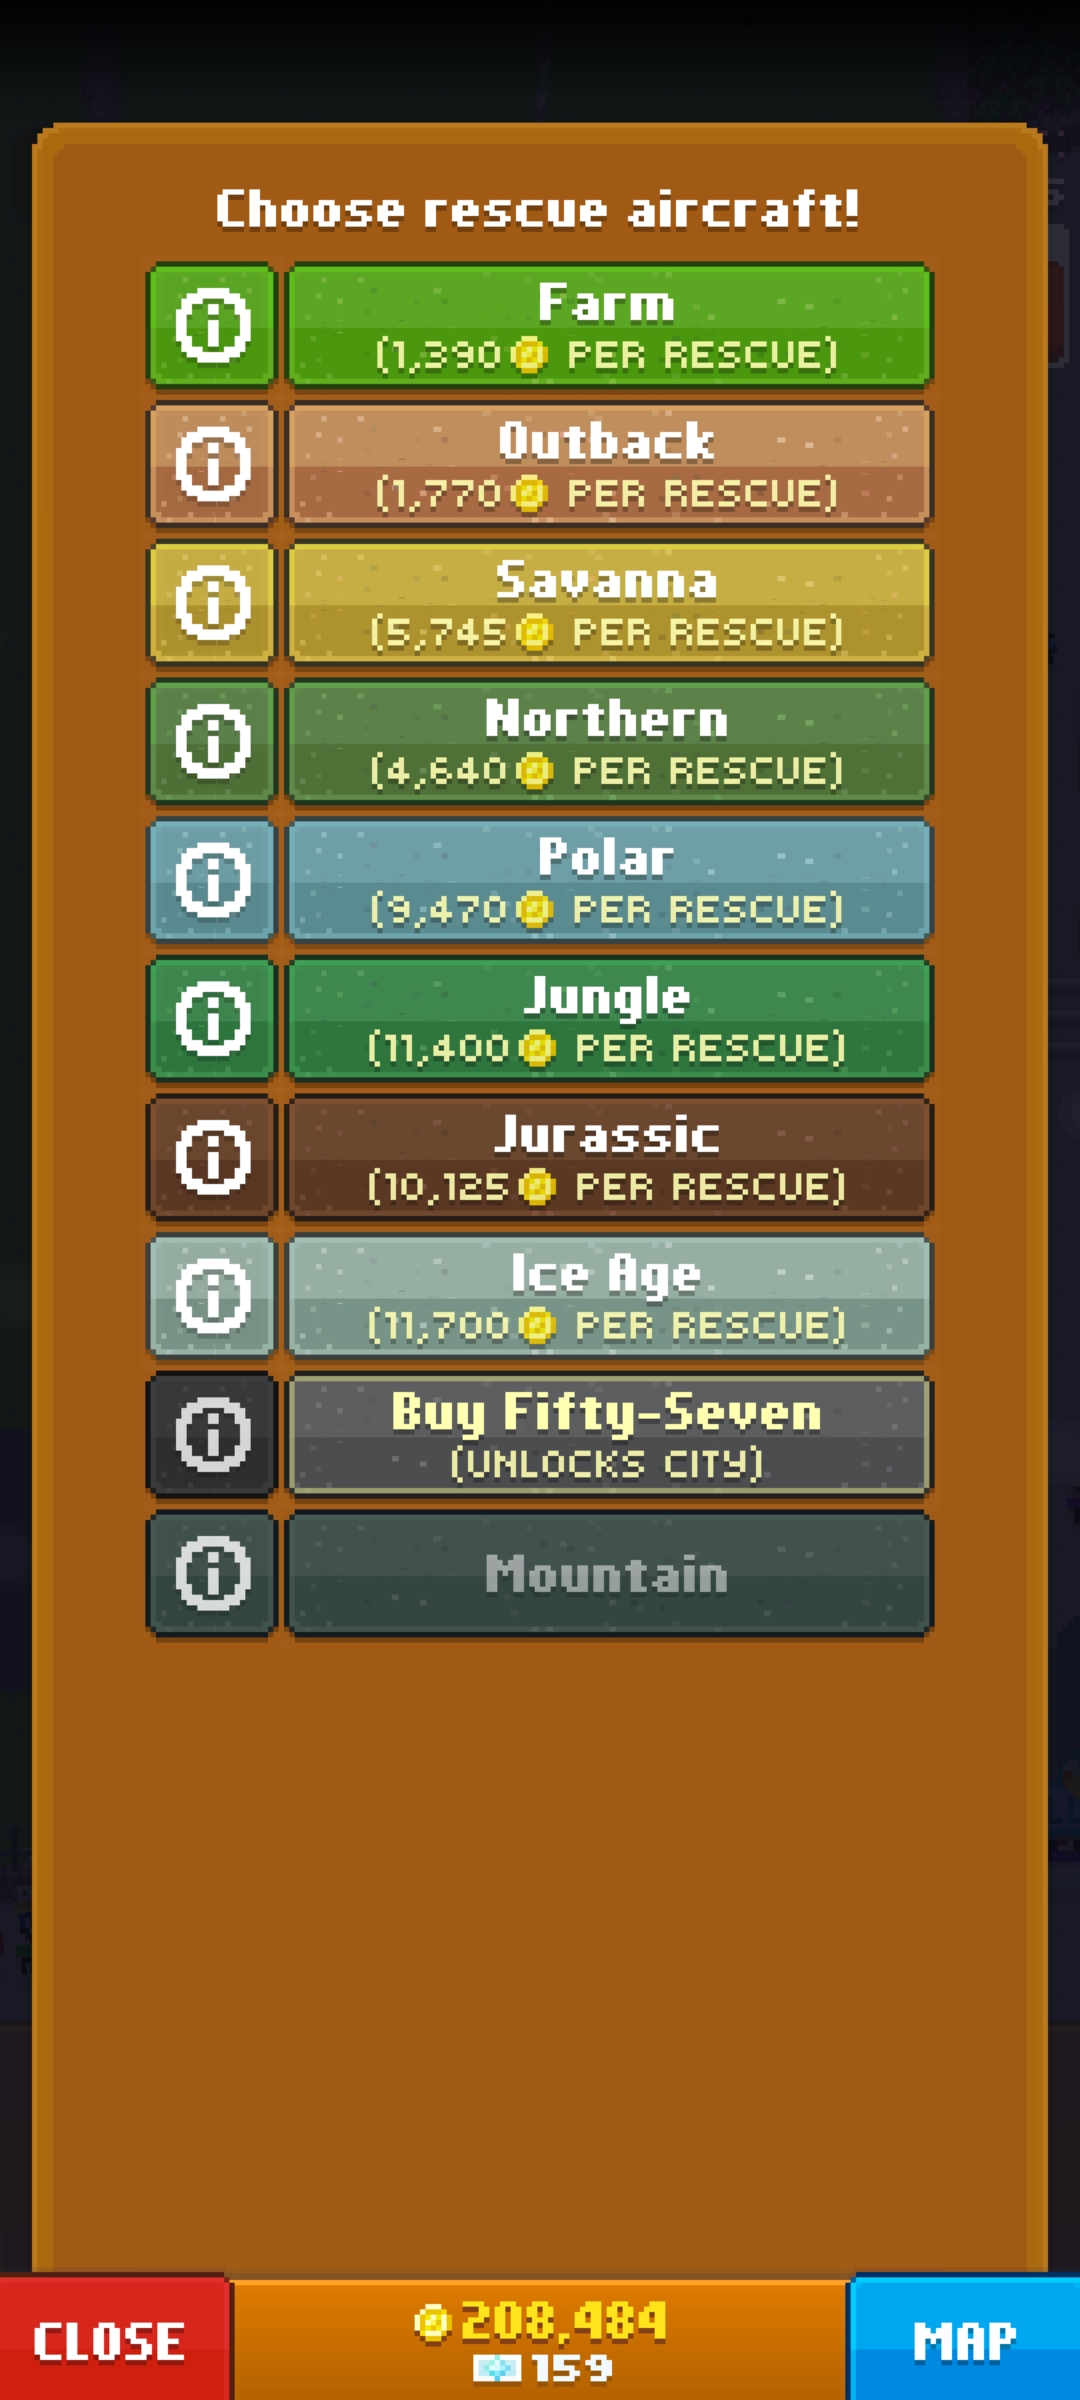 Choose rescue aircraft!
Farm
(1,390 PER RESCUE)
Outback
(1,770 PER RESCUE)
Savanna
(5,745 PER RESCUE)
Northern
(4,640 PER RESCUE)
Polar
(9,470 PER RESCUE)
Jungle
(11,400 PER RESCUE)
Jurassic
(10,125 PER RESCUE)
Ice Age
(11,700 PER RESCUE)
Buy Fifty-Seven
(UNLOCKS CITY)
Mountain
CLOSE
208,484
159
MAP